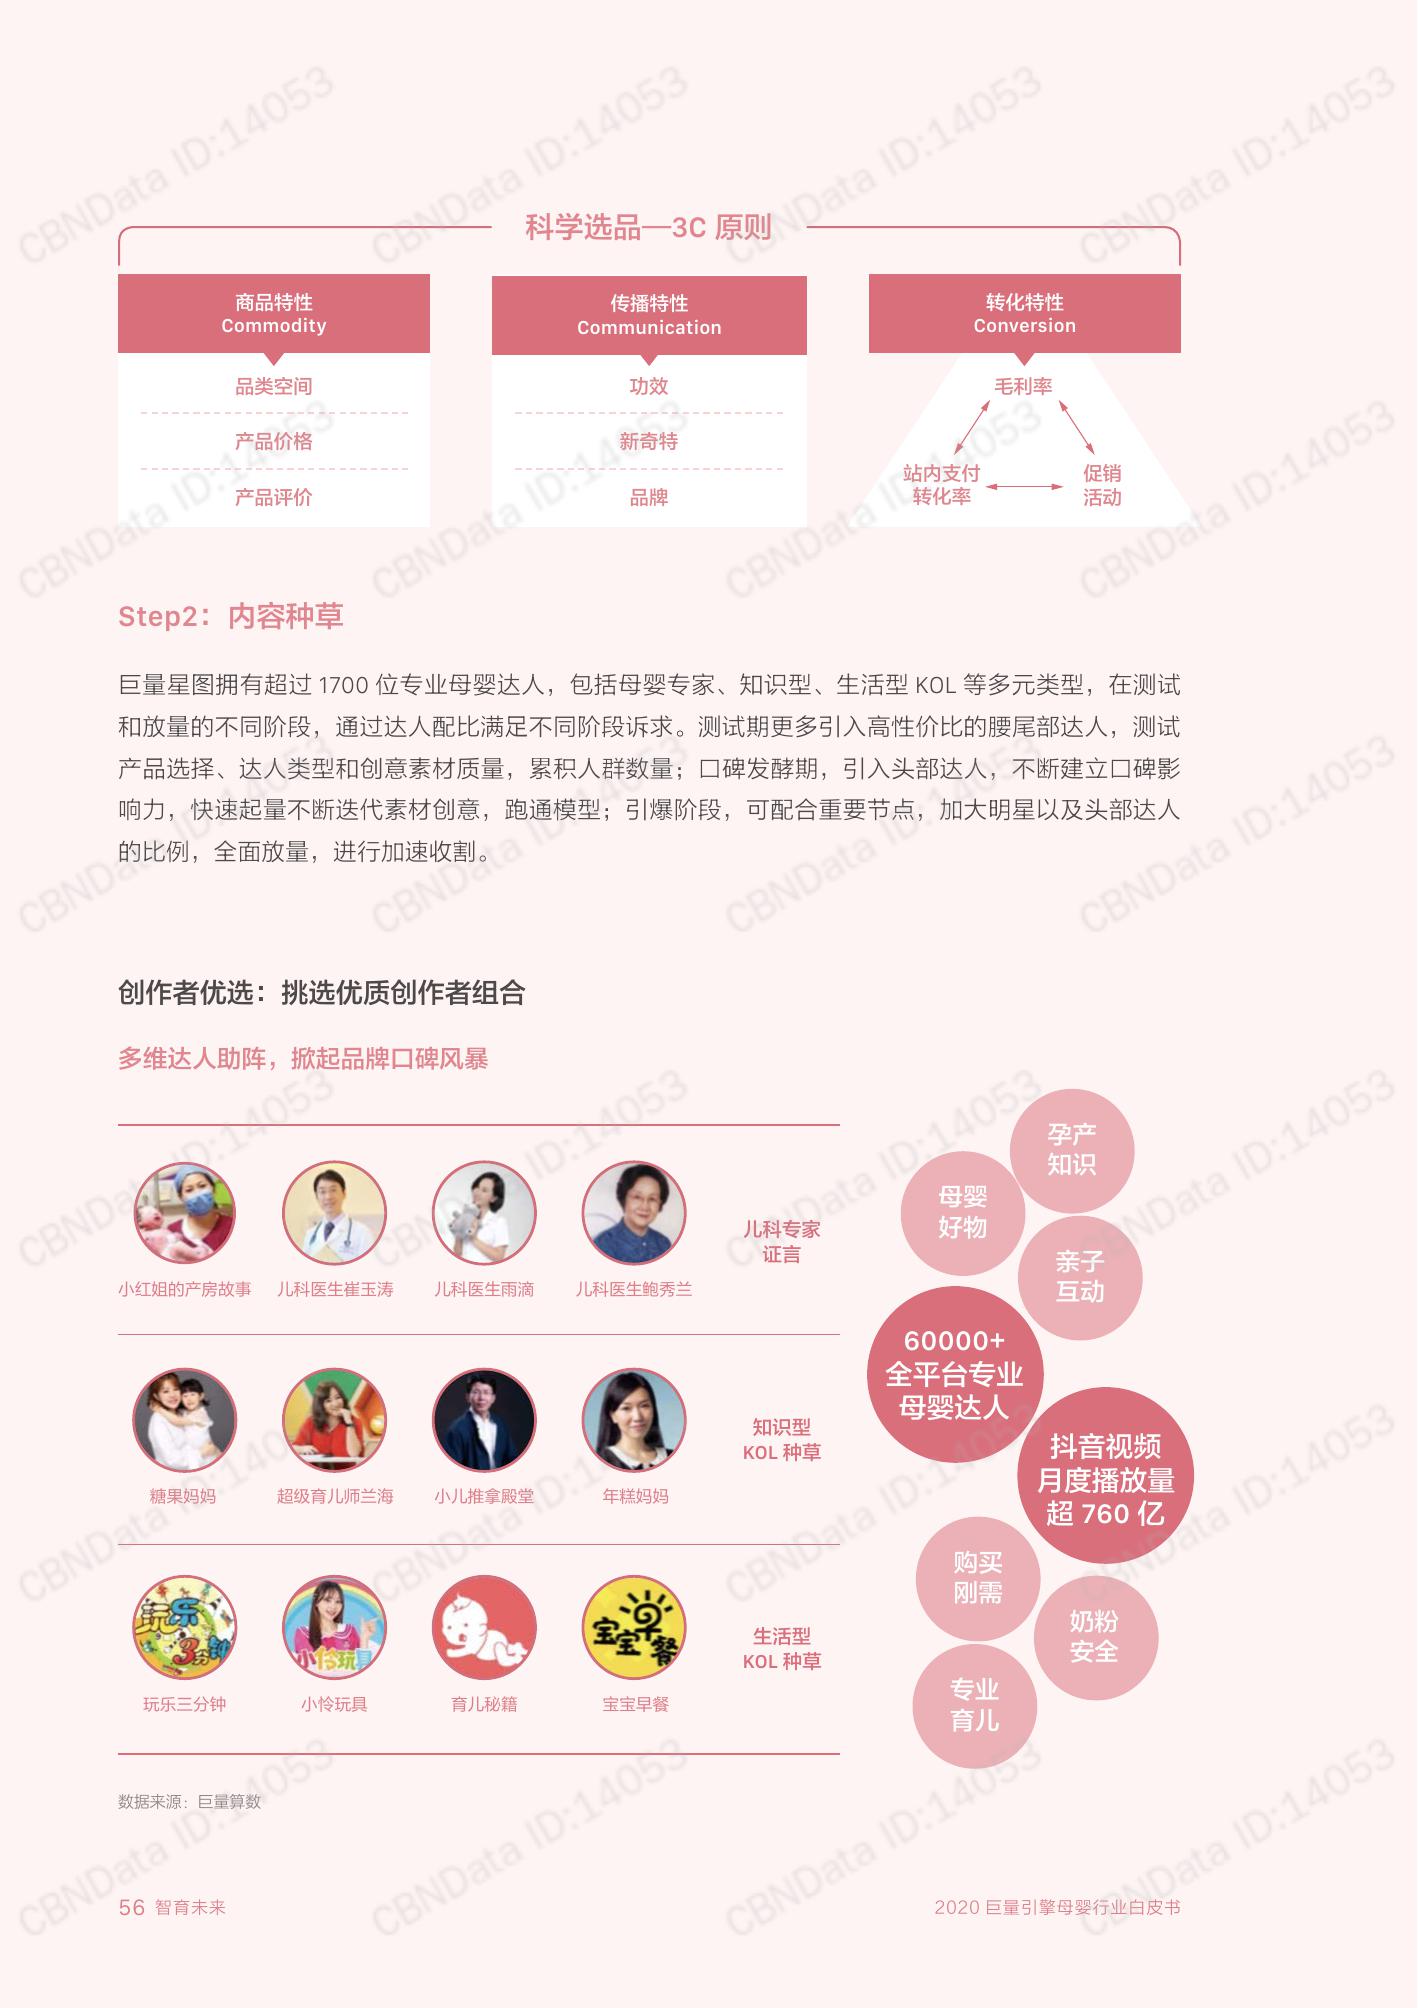 科学选品—3C 原则
商品特性
Commodity
品类空间
产品价格
产品评价
传播特性
Communication
功效
新奇特
品牌
转化特性
Conversion
毛利率
站内支付
转化率
促销
活动
Step2：内容种草
巨量星图拥有超过 1700 位专业母婴达人，包括母婴专家、知识型、生活型 KOL 等多元类型，在测试
和放量的不同阶段，通过达人配比满足不同阶段诉求。测试期更多引入高性价比的腰尾部达人，测试
产品选择、达人类型和创意素材质量，累积人群数量；口碑发酵期，引入头部达人，不断建立口碑影
响力，快速起量不断迭代素材创意，跑通模型；引爆阶段，可配合重要节点，加大明星以及头部达人
的比例，全面放量，进行加速收割。
创作者优选：挑选优质创作者组合
多维达人助阵，掀起品牌口碑风暴
小红姐的产房故事
儿科医生崔玉涛
儿科医生雨滴
儿科医生鲍秀兰
儿科专家
证言
糖果妈妈
超级育儿师兰海
小儿推拿殿堂
年糕妈妈
知识型
KOL 种草
玩乐
3分钟
小伶玩具
宝宝早餐
玩乐三分钟
小怜玩具
育儿秘籍
宝宝早餐
生活型
KOL 种草
孕产
知识
母婴
好物
亲子
互动
60000+
全平台专业
母婴达人
抖音视频
月度播放量
超 760 亿
购买
刚需
奶粉
安全
专业
育儿
数据来源：巨量算数
56 智育未来
2020 巨量引擎母婴行业白皮书
CBNData ID:14053